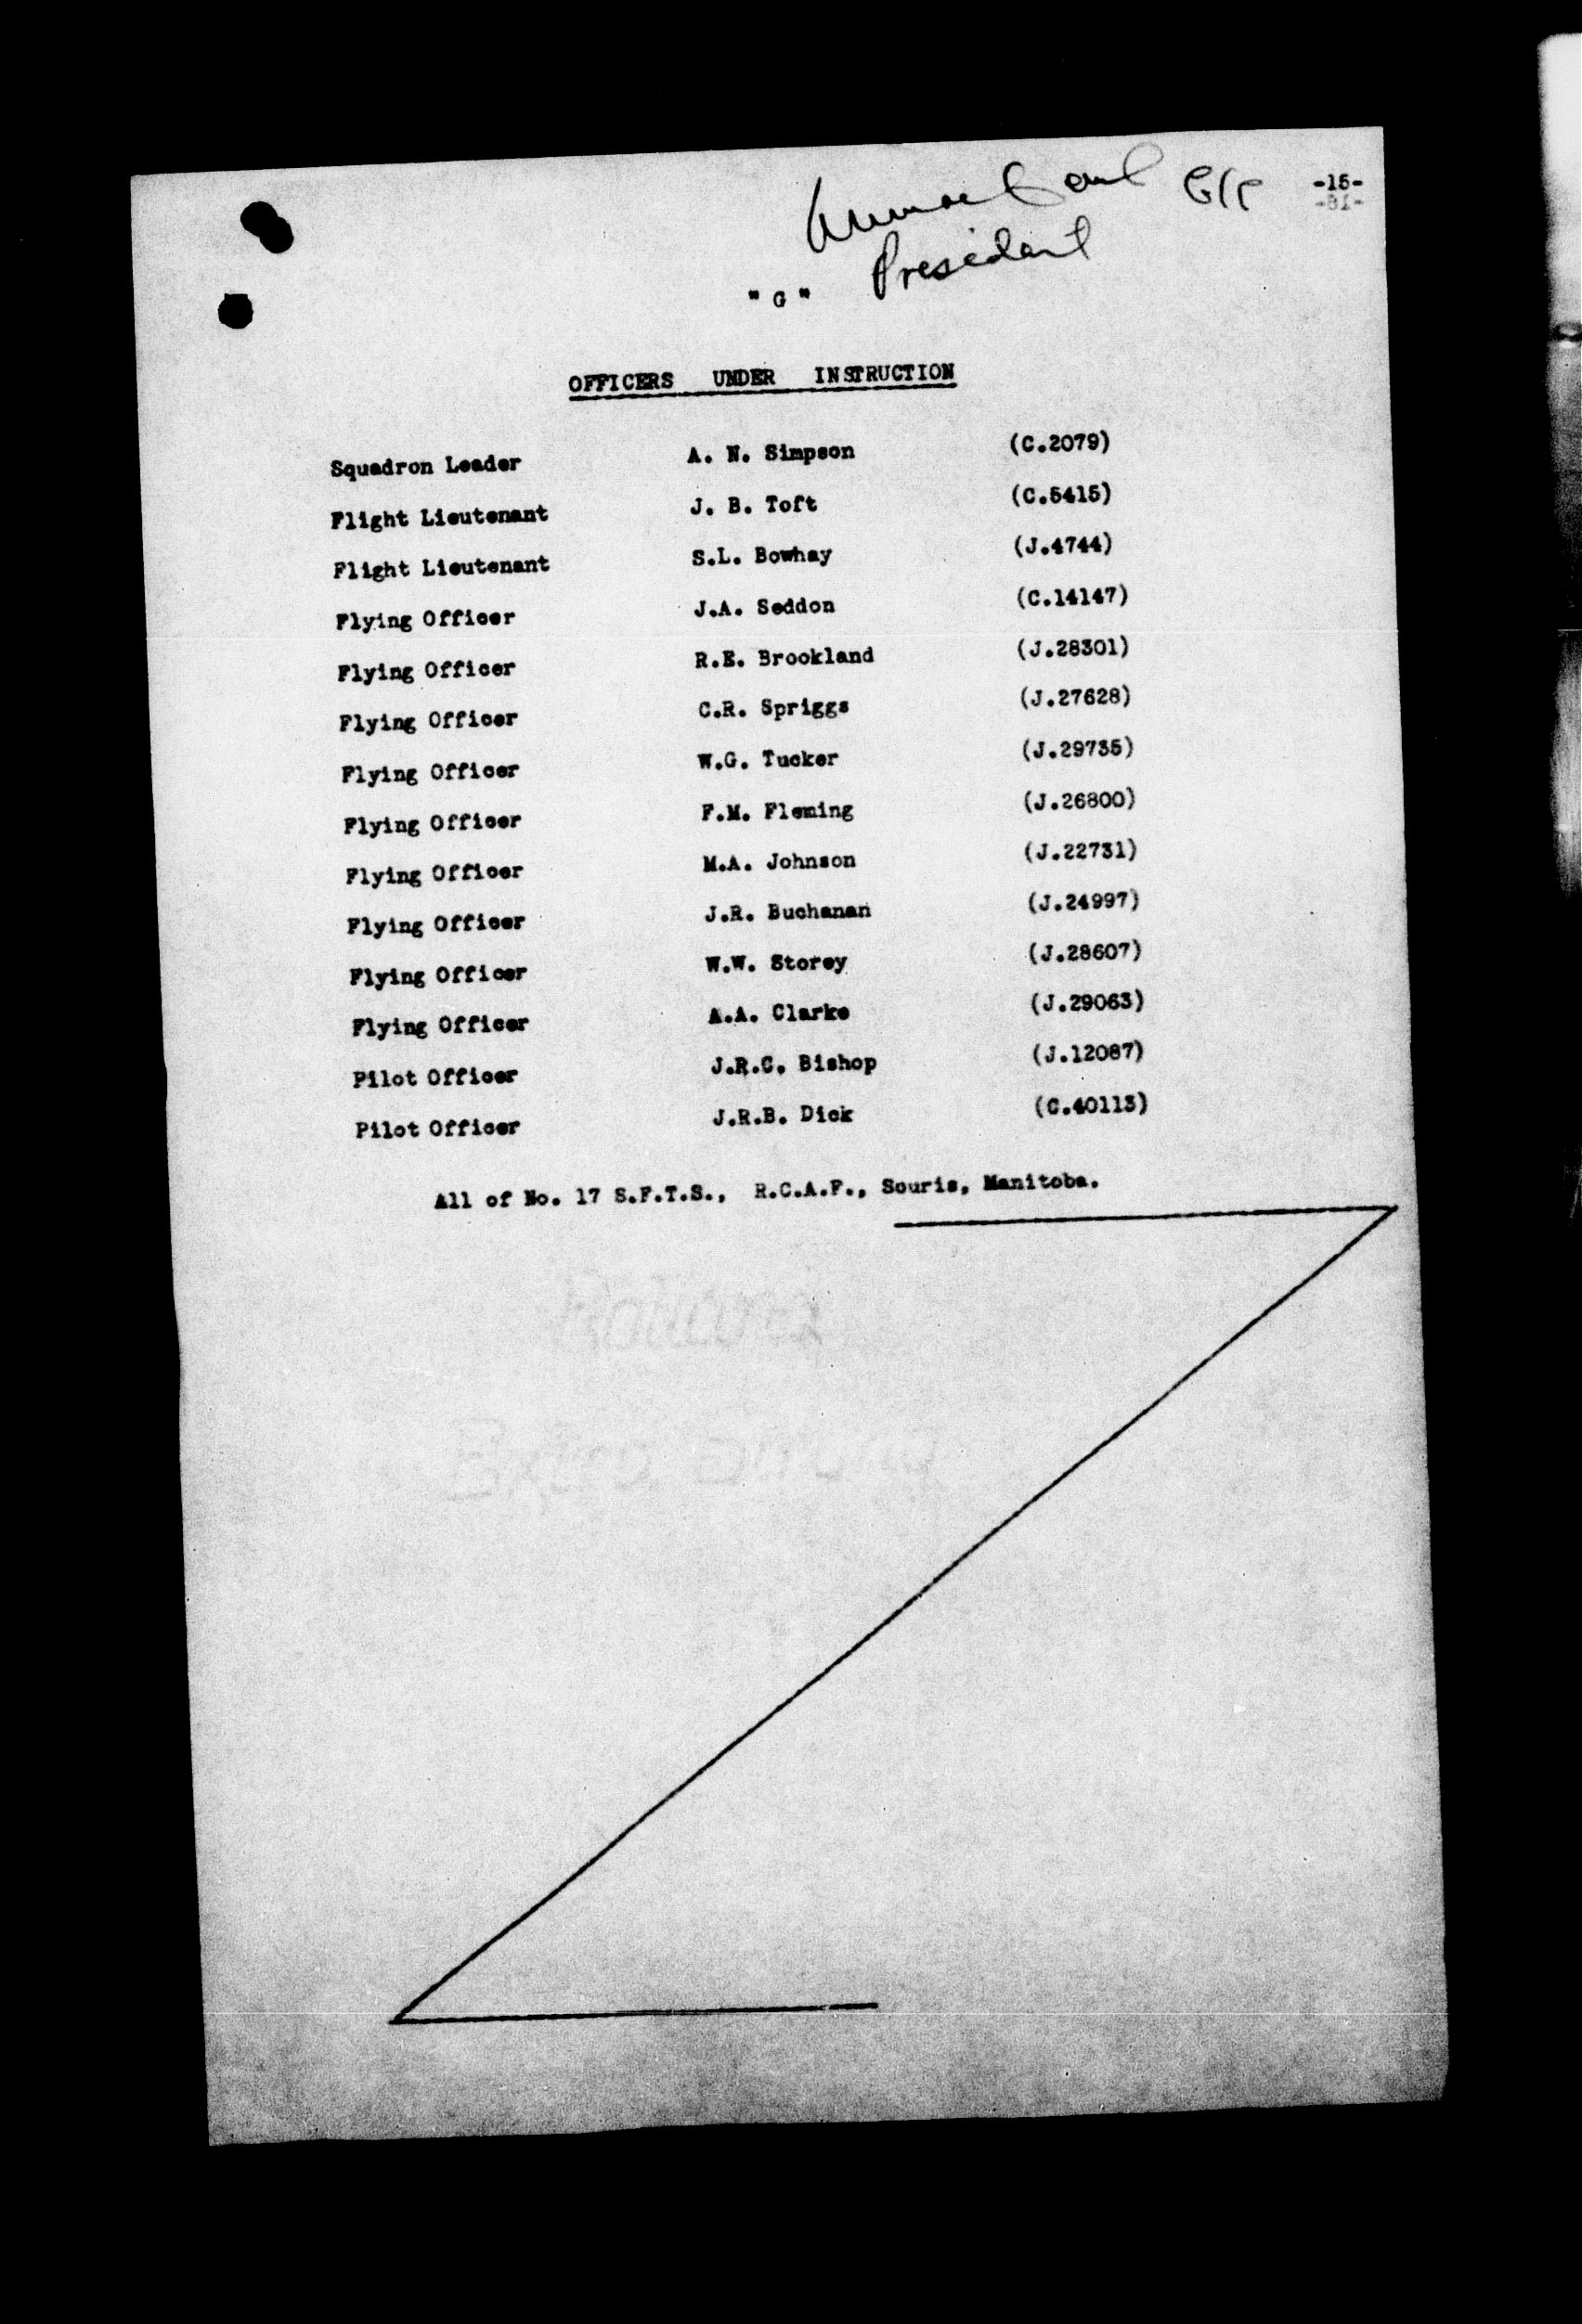 -15-
President
" G "
OFFICERS UNDER INSTRUCTION
Squadron Leader A. N. Simpson (C.2079)
Flight Lieutenant J. B. Toft (C.5415)
Flight Lieutenant S.L. Bowhay (J.4744)
Flying Officer J.A. Seddon (C.14147)
Flying Officer R.E. Brookland (J.28301)
Flying Officer C.R. Spriggs (J.27628)
Flying Officer W.G. Tucker (J.29735)
Flying Officer F.M. Fleming (J.26800)
Flying Officer M.A. Johnson (J.22731)
Flying Officer J.R. Buchanan (J.24997)
Flying Officer W.W. Storey (J.28607)
Flying Officer A.A. Clarke (J.29063)
Pilot Officer J.R.C. Bishop (J.12087)
Pilot Officer J.R.B. Dick (C.40113)
All of No. 17 S.F.T.S., R.C.A.F., Souris, Manitoba.